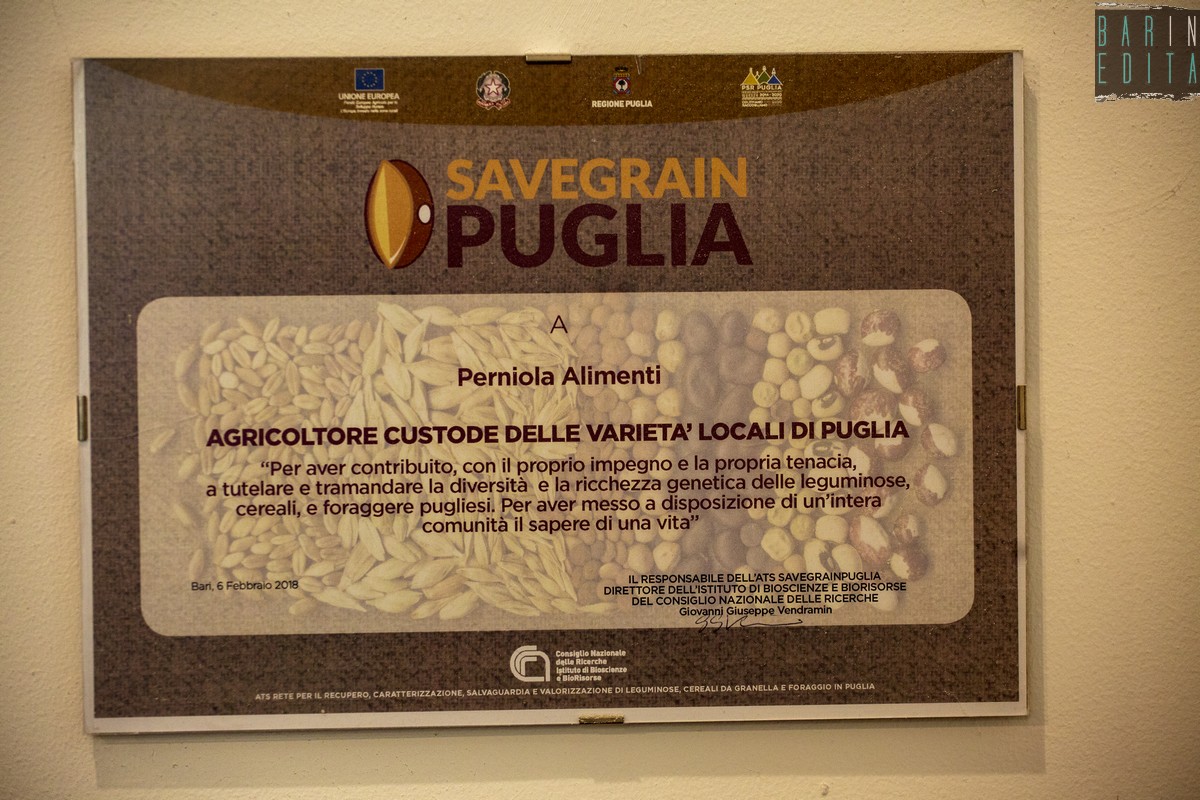 BARIN
EDITA
UNIONE EUROPEA
REGIONE PUGLIA
PSR PUGLIA
SAVEGRAIN
PUGLIA
A
Perniola Alimenti
AGRICOLTORE CUSTODE DELLE VARIETA' LOCALI DI PUGLIA
“Per aver contribuito, con il proprio impegno e la propria tenacia,
a tutelare e tramandare la diversità e la ricchezza genetica delle leguminose,
cereali, e foraggere pugliesi. Per aver messo a disposizione di un'intera
comunità il sapere di una vita”
Bari, 6 Febbraio 2018
IL RESPONSABILE DELL'ATS SAVEGRAINPUGLIA
DIRETTORE DELL'ISTITUTO DI BIOSCIENZE E BIORISORSE
DEL CONSIGLIO NAZIONALE DELLE RICERCHE
Giovanni Giuseppe Vendramin
Consiglio Nazionale
delle Ricerche
Istituto di Bioscienze
e BioRisorse
ATS RETE PER IL RECUPERO, CARATTERIZZAZIONE, SALVAGUARDIA E VALORIZZAZIONE DI LEGUMINOSE, CEREALI DA GRANELLA E FORAGGIO IN PUGLIA